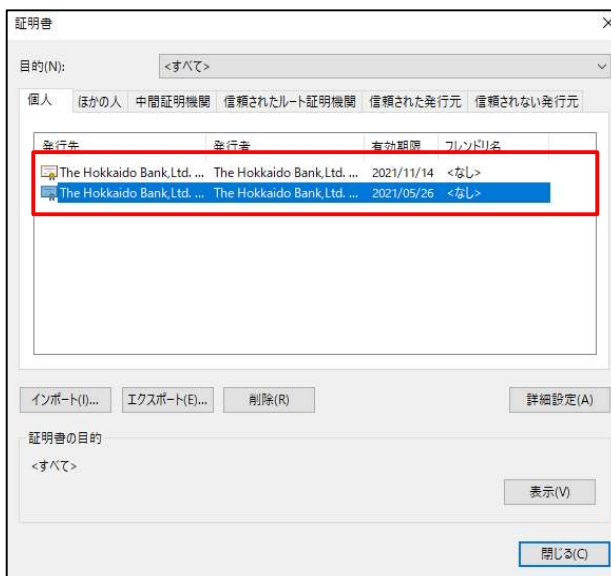 証明書
目的(N): <すべて>
個人 ほかの人 中間証明機関 信頼されたルート証明機関 信頼された発行元 信頼されない発行元
発行先 発行者 有効期限 フレンドリ名
The Hokkaido Bank,Ltd. ... The Hokkaido Bank,Ltd. ... 2021/11/14 <なし>
The Hokkaido Bank,Ltd. ... The Hokkaido Bank,Ltd. ... 2021/05/26 <なし>
インポート(I)... エクスポート(E)... 削除(R) 詳細設定(A)
証明書の目的
<すべて>
表示(V)
閉じる(C)